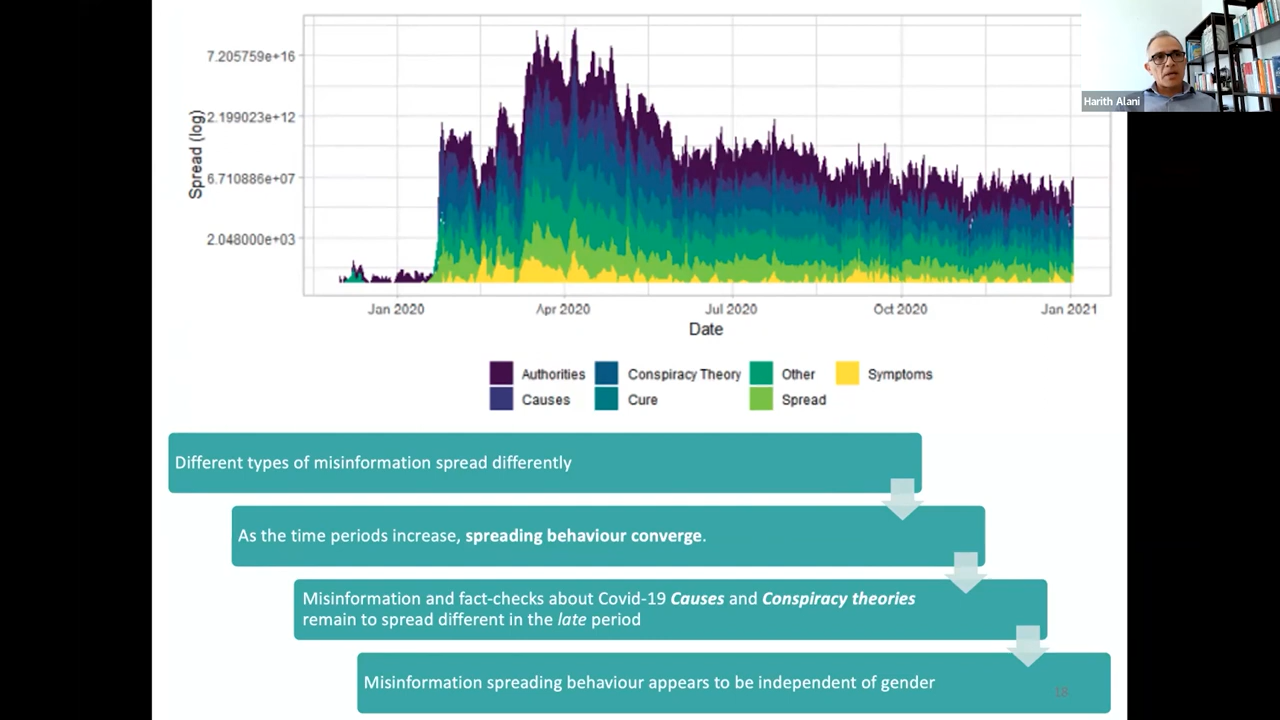 7.205759e+16
2.199023e+12
6.710886e+07
2.048000e+03
Spread (log)
Jan 2020
Apr 2020
Jul 2020
Oct 2020
Jan 2021
Date
Authorities
Conspiracy Theory
Other
Symptoms
Causes
Cure
Spread
Harith Alani
Different types of misinformation spread differently
As the time periods increase, spreading behaviour converge.
Misinformation and fact-checks about Covid-19 Causes and Conspiracy theories
remain to spread different in the late period
Misinformation spreading behaviour appears to be independent of gender
18